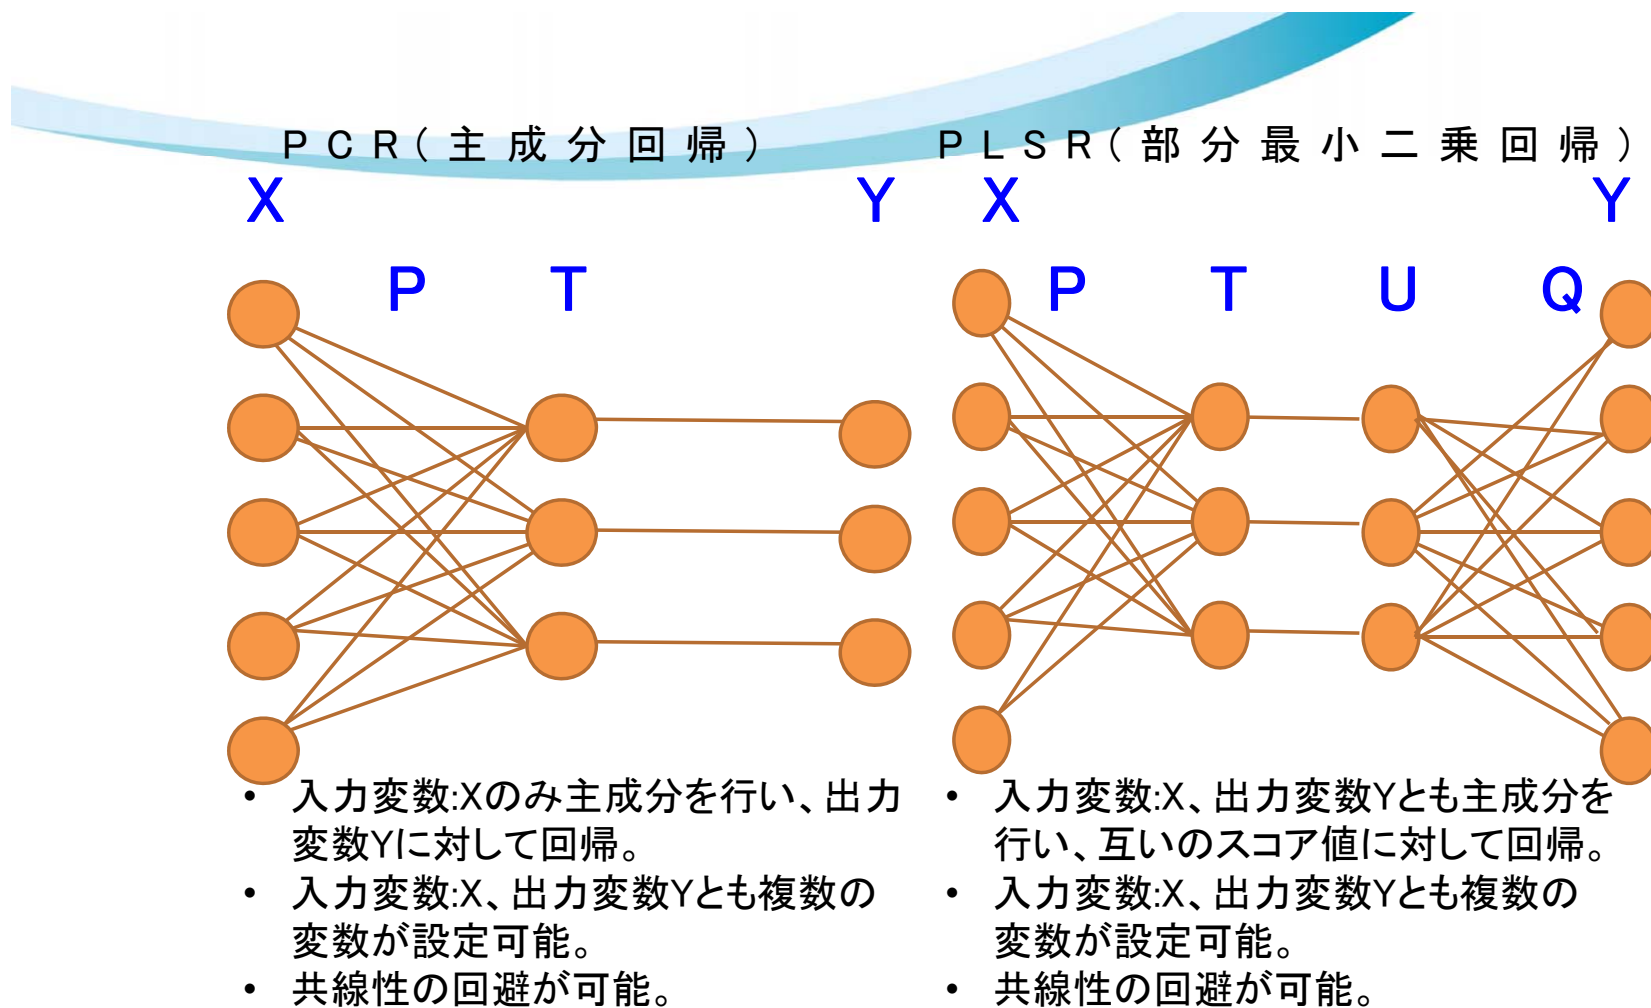 PCR(主成分回帰)
X Y
P T
• 入力変数:Xのみ主成分を行い、出力
変数Yに対して回帰。
• 入力変数:X、出力変数Yとも複数の
変数が設定可能。
• 共線性の回避が可能。
PLSR(部分最小二乗回帰)
X Y
P T U Q
• 入力変数:X、出力変数Yとも主成分を
行い、互いのスコア値に対して回帰。
• 入力変数:X、出力変数Yとも複数の
変数が設定可能。
• 共線性の回避が可能。